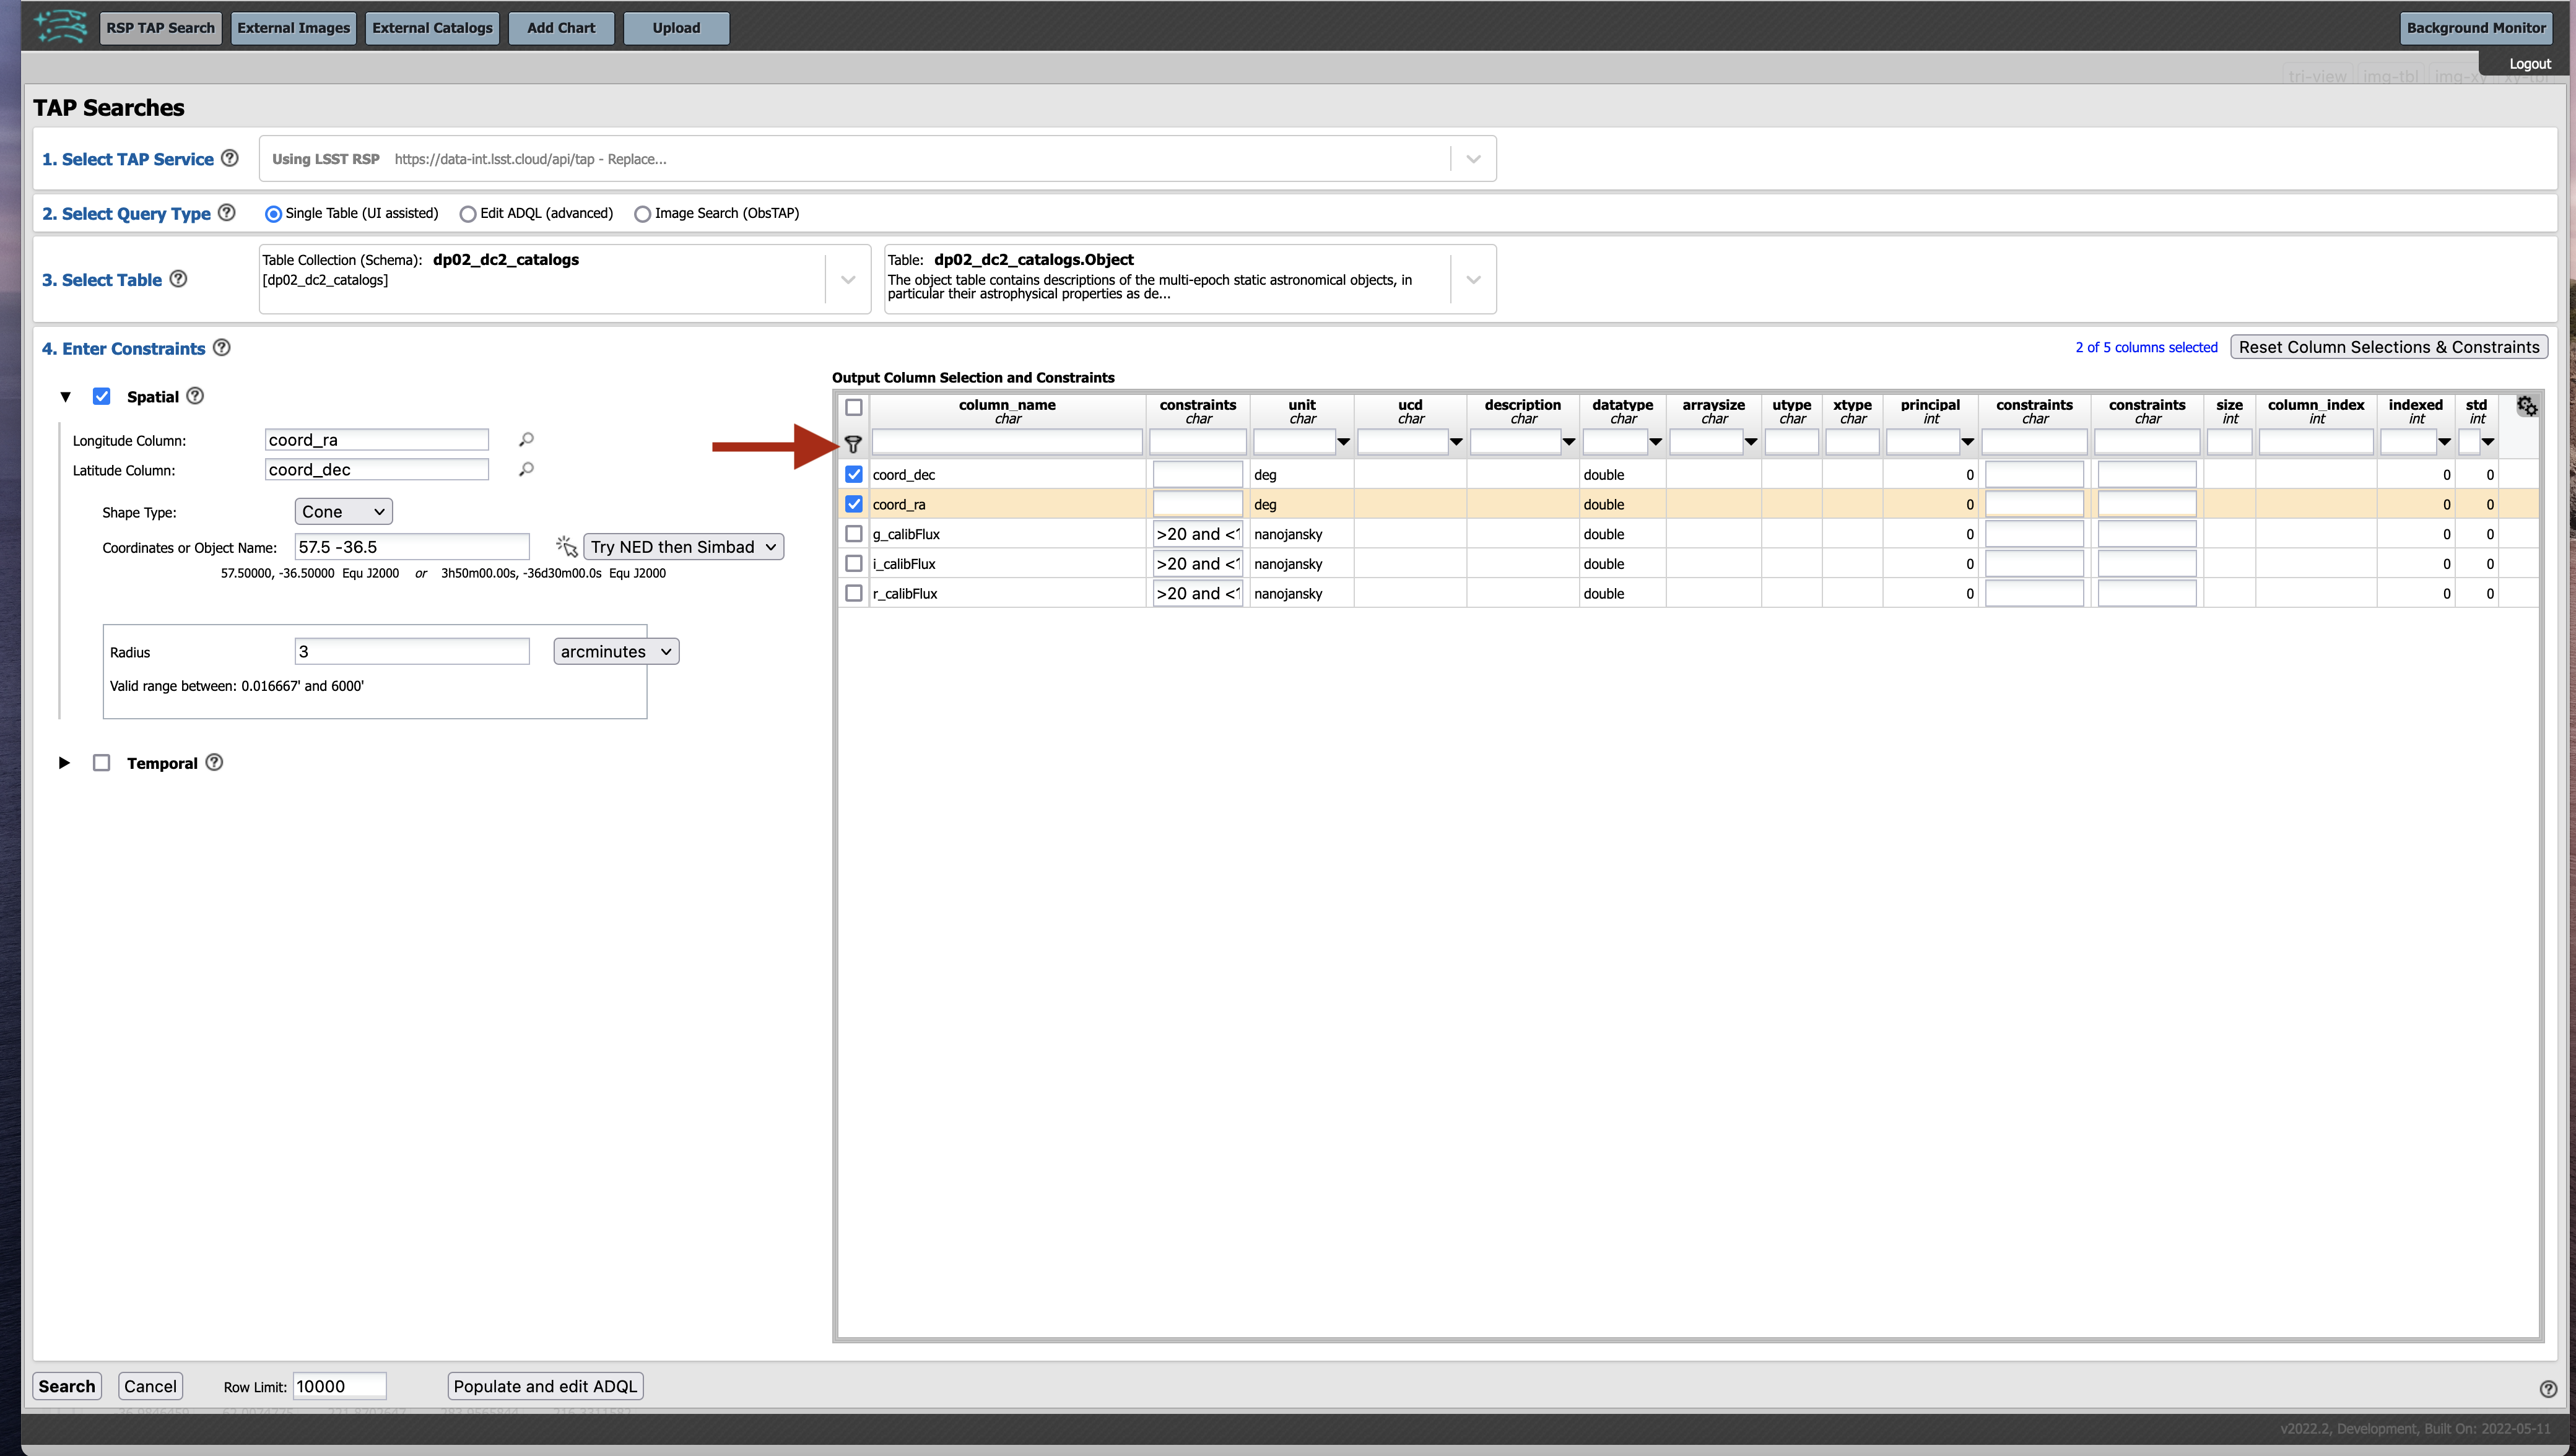 RSP TAP Search External Images External Catalogs Add Chart Upload Background Monitor
Logout
tri-view img-tbl img-xy xy-tbl
TAP Searches
1. Select TAP Service Using LSST RSP https://data-int.lsst.cloud/api/tap - Replace...
2. Select Query Type Single Table (UI assisted) Edit ADQL (advanced) Image Search (ObsTAP)
3. Select Table
Table Collection (Schema): dp02_dc2_catalogs
[dp02_dc2_catalogs]
Table: dp02_dc2_catalogs.Object
The object table contains descriptions of the multi-epoch static astronomical objects, in
particular their astrophysical properties as de...
4. Enter Constraints
2 of 5 columns selected Reset Column Selections & Constraints
Spatial
Longitude Column: coord_ra
Latitude Column: coord_dec
Shape Type: Cone
Coordinates or Object Name: 57.5 -36.5 Try NED then Simbad
57.50000, -36.50000 Equ J2000 or 3h50m00.00s, -36d30m00.0s Equ J2000
Radius 3 arcminutes
Valid range between: 0.016667' and 6000'
Temporal
Output Column Selection and Constraints
column_name constraints unit ucd description datatype arraysize utype xtype principal constraints constraints size column_index indexed std
char char char char char char char char char int char char int int int int
coord_dec deg double 0 0 0
coord_ra deg double 0 0 0
g_calibFlux >20 and < nanojansky double 0 0 0
i_calibFlux >20 and < nanojansky double 0 0 0
r_calibFlux >20 and < nanojansky double 0 0 0
Search Cancel Row Limit: 10000 Populate and edit ADQL
v2022.2, Development, Built On: 2022-05-11